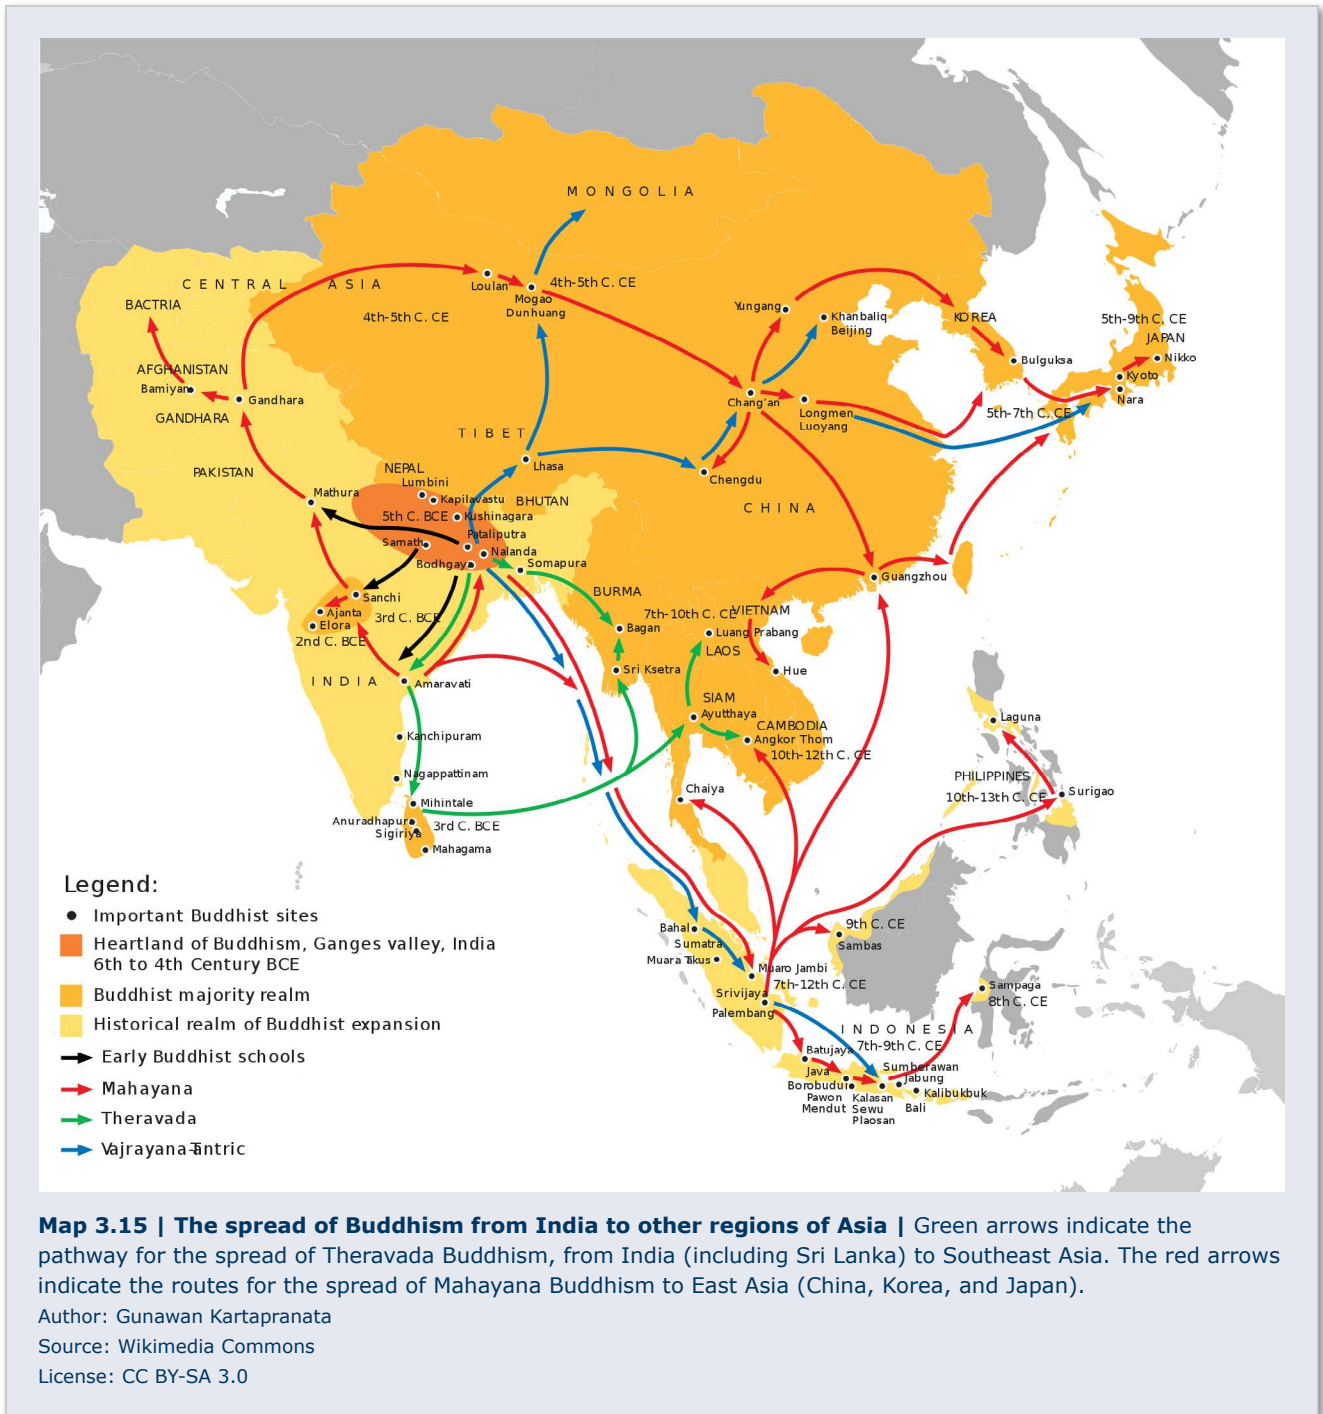 MONGOLIA
CENTRAL ASIA
Loulan
4th-5th C. CE
Mogao
Dunhuang
BACTRIA
4th-5th C. CE
Yungang
Khanbaliq
Beijing
KOREA
5th-9th C. CE
JAPAN
Nikko
AFGHANISTAN
Bamiyan
Gandhara
GANDHARA
Bulguksa
Kyoto
Nara
Chang'an
Longmen
Luoyang
5th-7th C. CE
TIBET
Lhasa
Chengdu
CHINA
PAKISTAN
NEPAL
Lumbini
Mathura
Kapilavastu
BHUTAN
5th C. BCE
Kushinagara
Pataliputra
Sarnath
Nalanda
Bodhgaya
Somapura
Guangzhou
BURMA
Sanchi
Ajanta
Elora
3rd C. BCE
2nd C. BCE
7th-10th C. CE
VIETNAM
Bagan
Luang Prabang
LAOS
Sri Ksetra
Hue
INDIA
Amaravati
SIAM
Ayutthaya
CAMBODIA
Angkor Thom
10th-12th C. CE
Laguna
Kanchipuram
Nagappattinam
PHILIPPINES
10th-13th C. CE
Surigao
Chaiya
Mihintale
Anuradhapura
3rd C. BCE
Sigiriya
Mahagama
9th C. CE
Sambas
Bahal
Sumatra
Muara Takus
Muaro Jambi
7th-12th C. CE
Srivijaya
Palembang
Sampaga
8th C. CE
INDONESIA
7th-9th C. CE
Batujaya
Java
Sumberawan
Jabung
Borobudur
Pawon
Mendut
Kalasan
Sewu
Plaosan
Kalibukbuk
Bali
Legend:
Important Buddhist sites
Heartland of Buddhism, Ganges valley, India
6th to 4th Century BCE
Buddhist majority realm
Historical realm of Buddhist expansion
Early Buddhist schools
Mahayana
Theravada
Vajrayana-Tantric
Map 3.15 | The spread of Buddhism from India to other regions of Asia | Green arrows indicate the
pathway for the spread of Theravada Buddhism, from India (including Sri Lanka) to Southeast Asia. The red arrows
indicate the routes for the spread of Mahayana Buddhism to East Asia (China, Korea, and Japan).
Author: Gunawan Kartapranata
Source: Wikimedia Commons
License: CC BY-SA 3.0